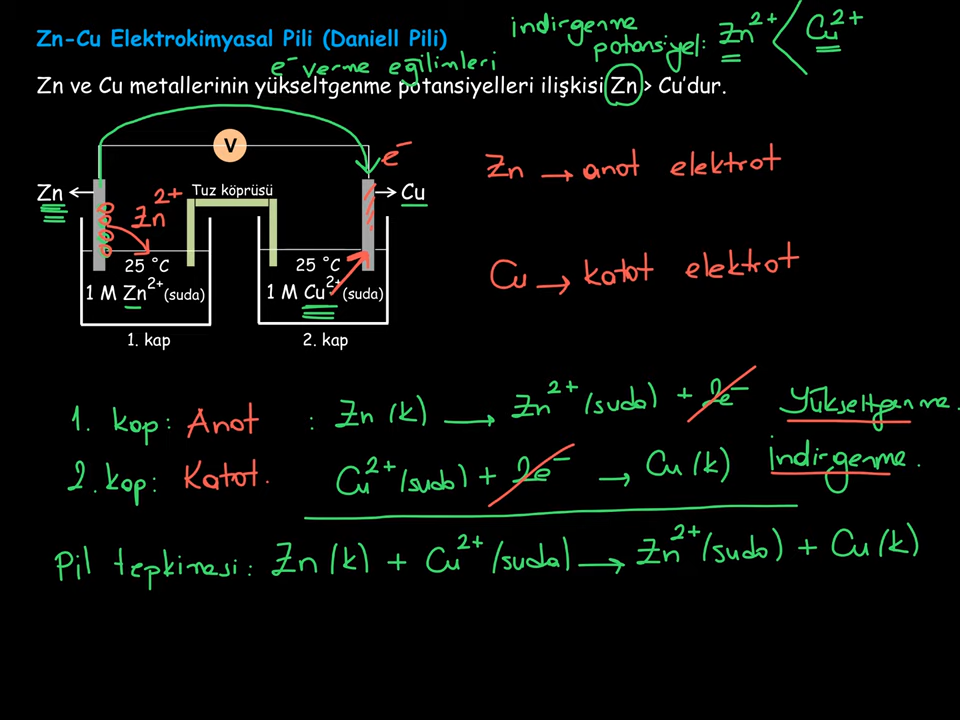 Zn-Cu Elektrokimyasal Pili (Daniell Pili)
indirgenme
potansiyel: Zn2+ < Cu2+
e- verme eğilimleri
Zn ve Cu metallerinin yükseltgenme potansiyelleri ilişkisi Zn > Cu'dur.
V
e-
Zn
Zn2+
Tuz köprüsü
Cu
25 °C
1 M Zn2+ (suda)
1. kap
25 °C
1 M Cu2+ (suda)
2. kap
Zn → anot elektrot
Cu → katot elektrot
1. kap: Anot : Zn (k) → Zn2+ (suda) + 2e- Yükseltgenme.
2. kap: Katot. Cu2+ (suda) + 2e- → Cu (k) indirgenme.
Pil tepkimesi: Zn (k) + Cu2+ (suda) → Zn2+ (suda) + Cu (k)